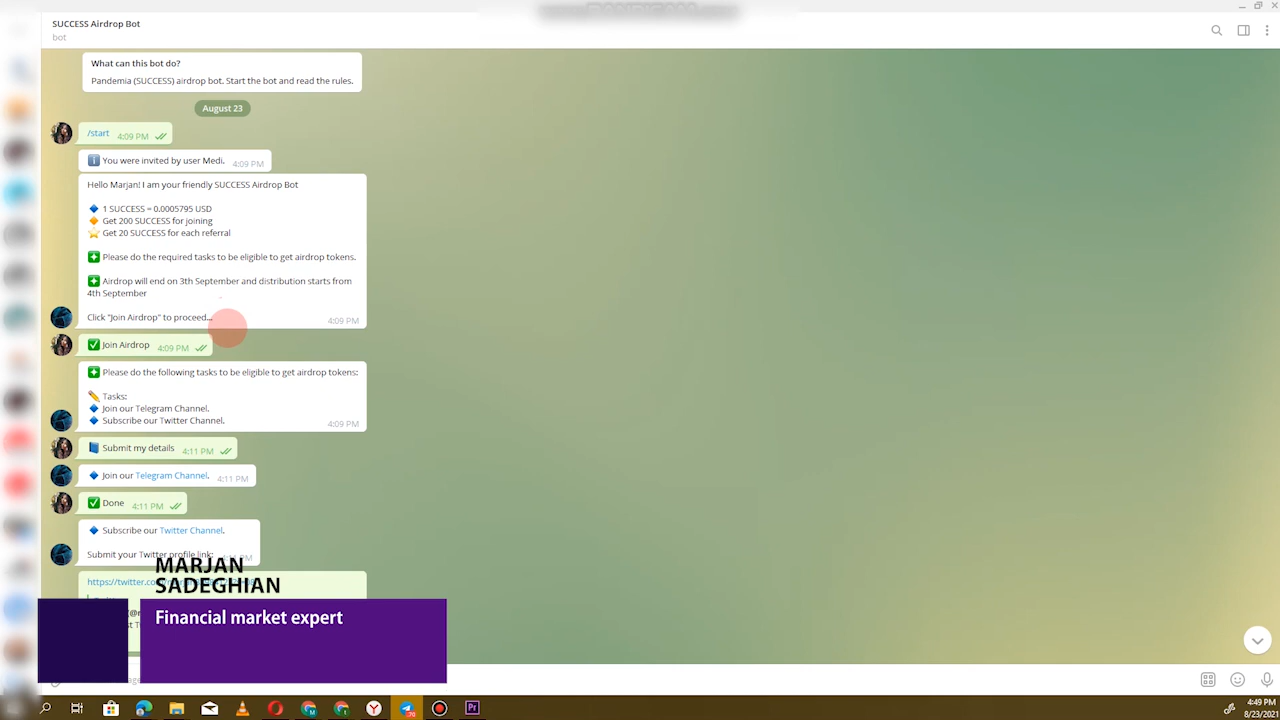 SUCCESS Airdrop Bot
bot
What can this bot do?
Pandemia (SUCCESS) airdrop bot. Start the bot and read the rules.
August 23
/start 4:09 PM
You were invited by user Medi. 4:09 PM
Hello Marjan! I am your friendly SUCCESS Airdrop Bot
1 SUCCESS = 0.0005795 USD
Get 200 SUCCESS for joining
Get 20 SUCCESS for each referral
Please do the required tasks to be eligible to get airdrop tokens.
Airdrop will end on 3th September and distribution starts from
4th September
Click "Join Airdrop" to proceed... 4:09 PM
Join Airdrop 4:09 PM
Please do the following tasks to be eligible to get airdrop tokens:
Tasks:
Join our Telegram Channel.
Subscribe our Twitter Channel. 4:09 PM
Submit my details 4:11 PM
Join our Telegram Channel. 4:11 PM
Done 4:11 PM
Subscribe our Twitter Channel.
Submit your Twitter profile link:
MARJAN
SADEGHIAN
https://twitter.co
Financial market expert
4:49 PM
8/23/2021